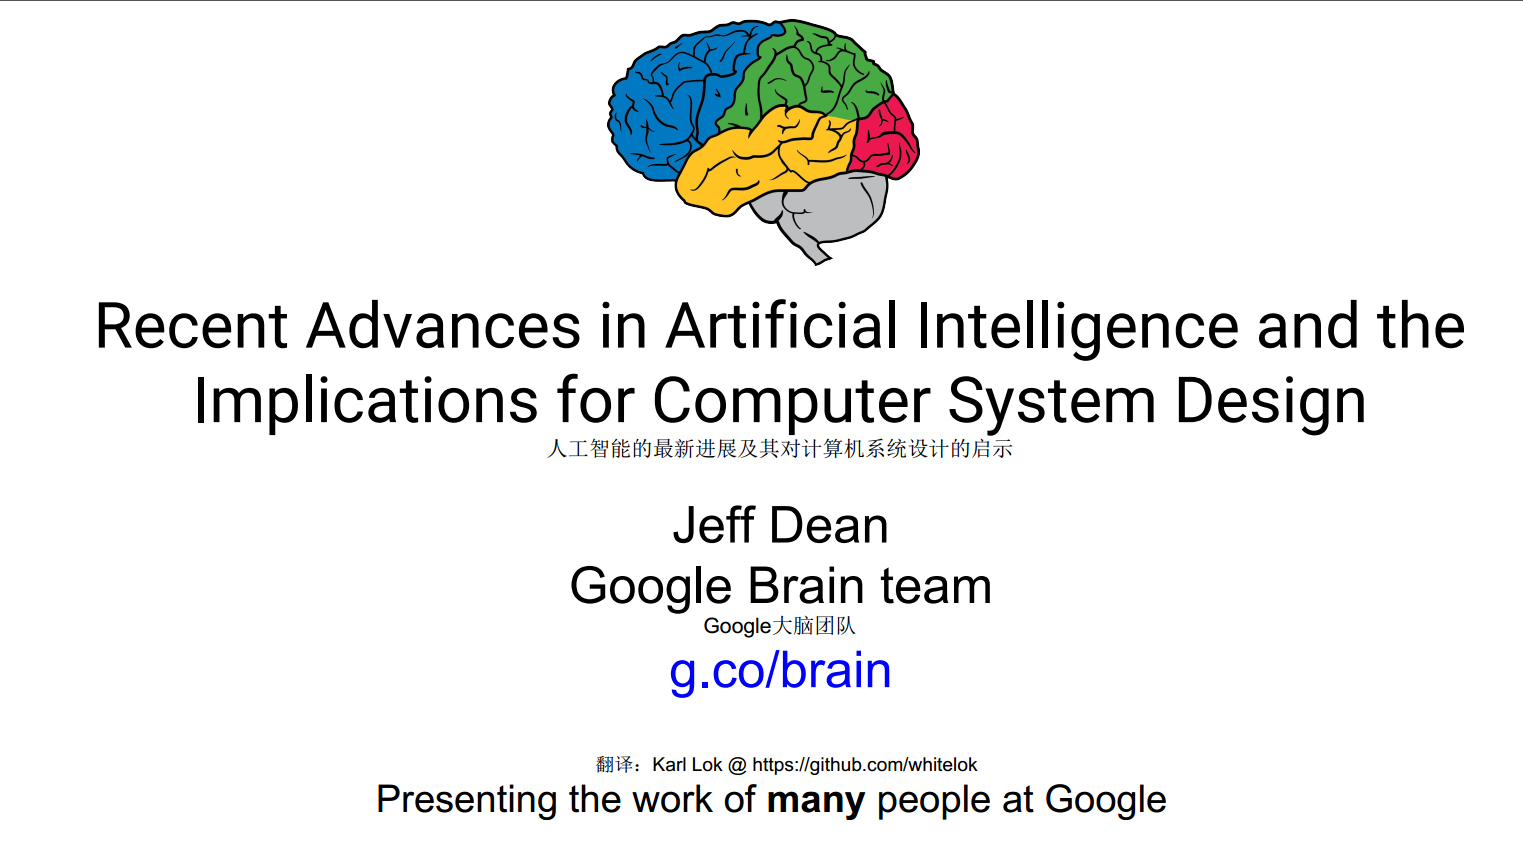 Recent Advances in Artificial Intelligence and the
Implications for Computer System Design
人工智能的最新进展及其对计算机系统设计的启示
Jeff Dean
Google Brain team
Google大脑团队
g.co/brain
翻译：Karl Lok @ https://github.com/whitelok
Presenting the work of many people at Google